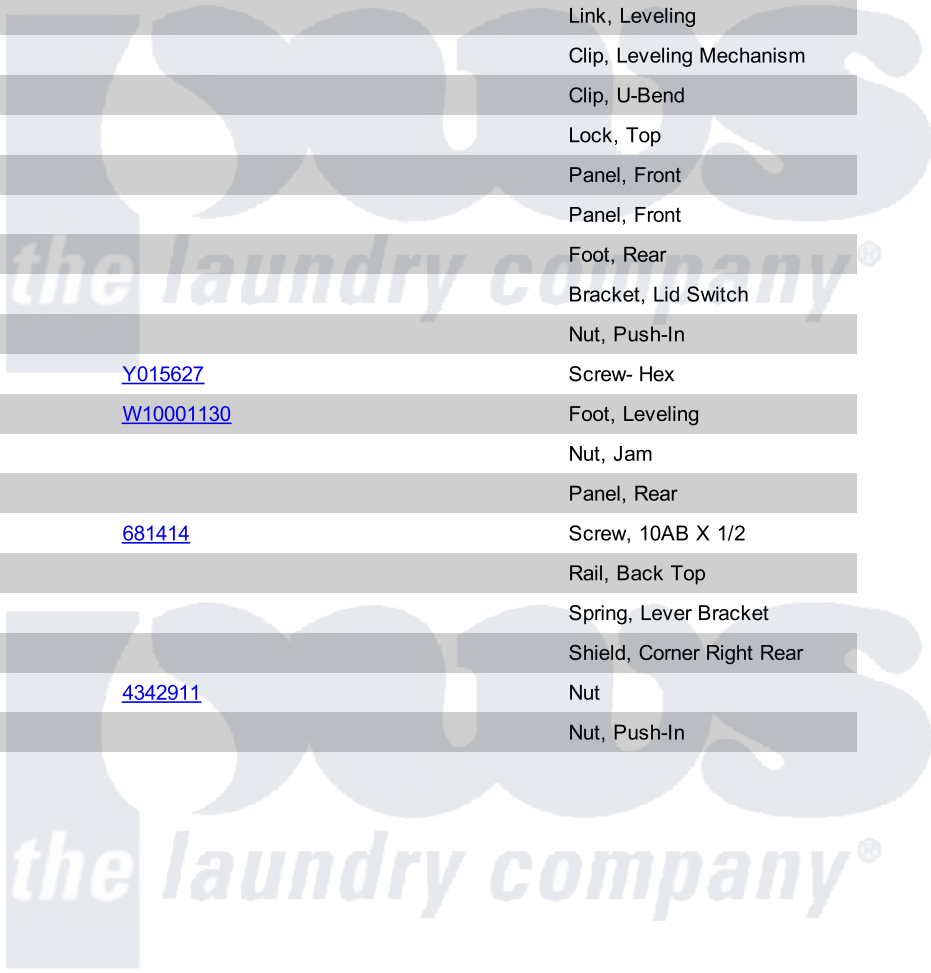 Link, Leveling
Clip, Leveling Mechanism
Clip, U-Bend
Lock, Top
Panel, Front
Panel, Front
Foot, Rear
Bracket, Lid Switch
Nut, Push-In
Y015627 Screw- Hex
W10001130 Foot, Leveling
Nut, Jam
Panel, Rear
681414 Screw, 10AB X 1/2
Rail, Back Top
Spring, Lever Bracket
Shield, Corner Right Rear
4342911 Nut
Nut, Push-In
pws
the laundry company®
pws
the laundry company®